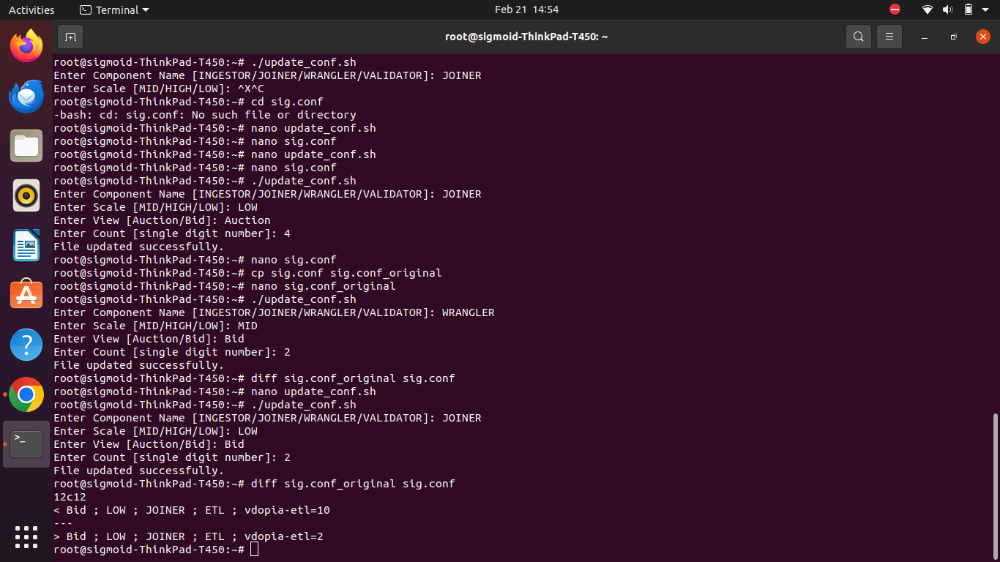 Activities
Terminal
Feb 21 14:54
root@sigmoid-ThinkPad-T450: ~
root@sigmoid-ThinkPad-T450:~# ./update_conf.sh
Enter Component Name [INGESTOR/JOINER/WRANGLER/VALIDATOR]: JOINER
Enter Scale [MID/HIGH/LOW]: ^X^C
root@sigmoid-ThinkPad-T450:~# cd sig.conf
-bash: cd: sig.conf: No such file or directory
root@sigmoid-ThinkPad-T450:~# nano update_conf.sh
root@sigmoid-ThinkPad-T450:~# nano sig.conf
root@sigmoid-ThinkPad-T450:~# nano update_conf.sh
root@sigmoid-ThinkPad-T450:~# nano sig.conf
root@sigmoid-ThinkPad-T450:~# ./update_conf.sh
Enter Component Name [INGESTOR/JOINER/WRANGLER/VALIDATOR]: JOINER
Enter Scale [MID/HIGH/LOW]: LOW
Enter View [Auction/Bid]: Auction
Enter Count [single digit number]: 4
File updated successfully.
root@sigmoid-ThinkPad-T450:~# nano sig.conf
root@sigmoid-ThinkPad-T450:~# cp sig.conf sig.conf_original
root@sigmoid-ThinkPad-T450:~# nano sig.conf_original
root@sigmoid-ThinkPad-T450:~# ./update_conf.sh
Enter Component Name [INGESTOR/JOINER/WRANGLER/VALIDATOR]: WRANGLER
Enter Scale [MID/HIGH/LOW]: MID
Enter View [Auction/Bid]: Bid
Enter Count [single digit number]: 2
File updated successfully.
root@sigmoid-ThinkPad-T450:~# diff sig.conf_original sig.conf
root@sigmoid-ThinkPad-T450:~# nano update_conf.sh
root@sigmoid-ThinkPad-T450:~# ./update_conf.sh
Enter Component Name [INGESTOR/JOINER/WRANGLER/VALIDATOR]: JOINER
Enter Scale [MID/HIGH/LOW]: LOW
Enter View [Auction/Bid]: Bid
Enter Count [single digit number]: 2
File updated successfully.
root@sigmoid-ThinkPad-T450:~# diff sig.conf_original sig.conf
12c12
< Bid ; LOW ; JOINER ; ETL ; vdopia-etl=10
---
> Bid ; LOW ; JOINER ; ETL ; vdopia-etl=2
root@sigmoid-ThinkPad-T450:~#